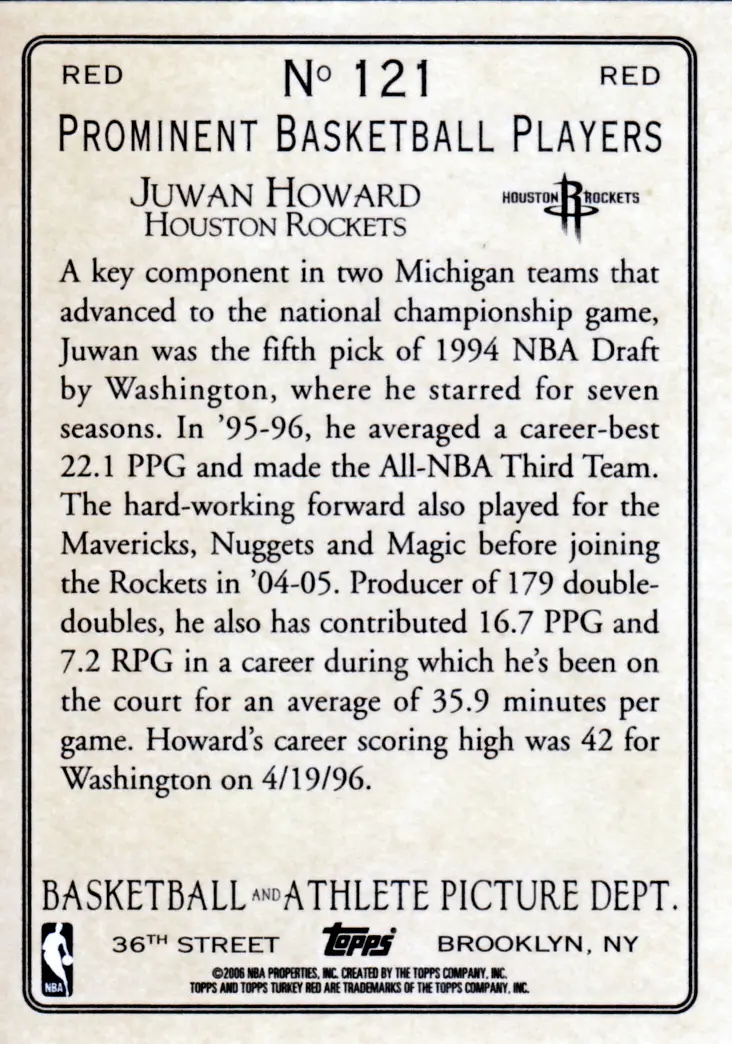 RED Nº 121 RED
PROMINENT BASKETBALL PLAYERS
JUWAN HOWARD
HOUSTON ROCKETS
HOUSTON R ROCKETS
A key component in two Michigan teams that
advanced to the national championship game,
Juwan was the fifth pick of 1994 NBA Draft
by Washington, where he starred for seven
seasons. In ’95-96, he averaged a career-best
22.1 PPG and made the All-NBA Third Team.
The hard-working forward also played for the
Mavericks, Nuggets and Magic before joining
the Rockets in ’04-05. Producer of 179 double-
doubles, he also has contributed 16.7 PPG and
7.2 RPG in a career during which he’s been on
the court for an average of 35.9 minutes per
game. Howard’s career scoring high was 42 for
Washington on 4/19/96.
BASKETBALL AND ATHLETE PICTURE DEPT.
36TH STREET topps BROOKLYN, NY
NBA
©2006 NBA PROPERTIES, INC. CREATED BY THE TOPPS COMPANY, INC.
TOPPS AND TOPPS TURKEY RED ARE TRADEMARKS OF THE TOPPS COMPANY, INC.